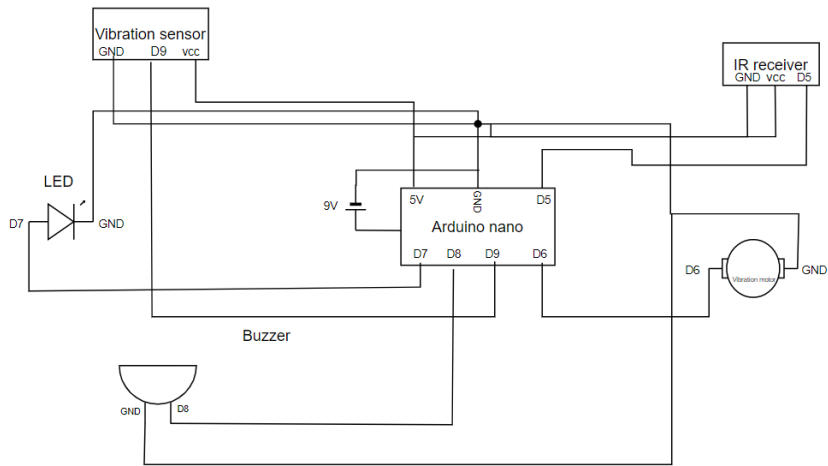 Vibration sensor
GND D9 vcc
IR receiver
GND vcc D5
LED
D7 GND
9V
5V GND D5
Arduino nano
D7 D8 D9 D6
D6 Vibration motor GND
Buzzer
GND D8